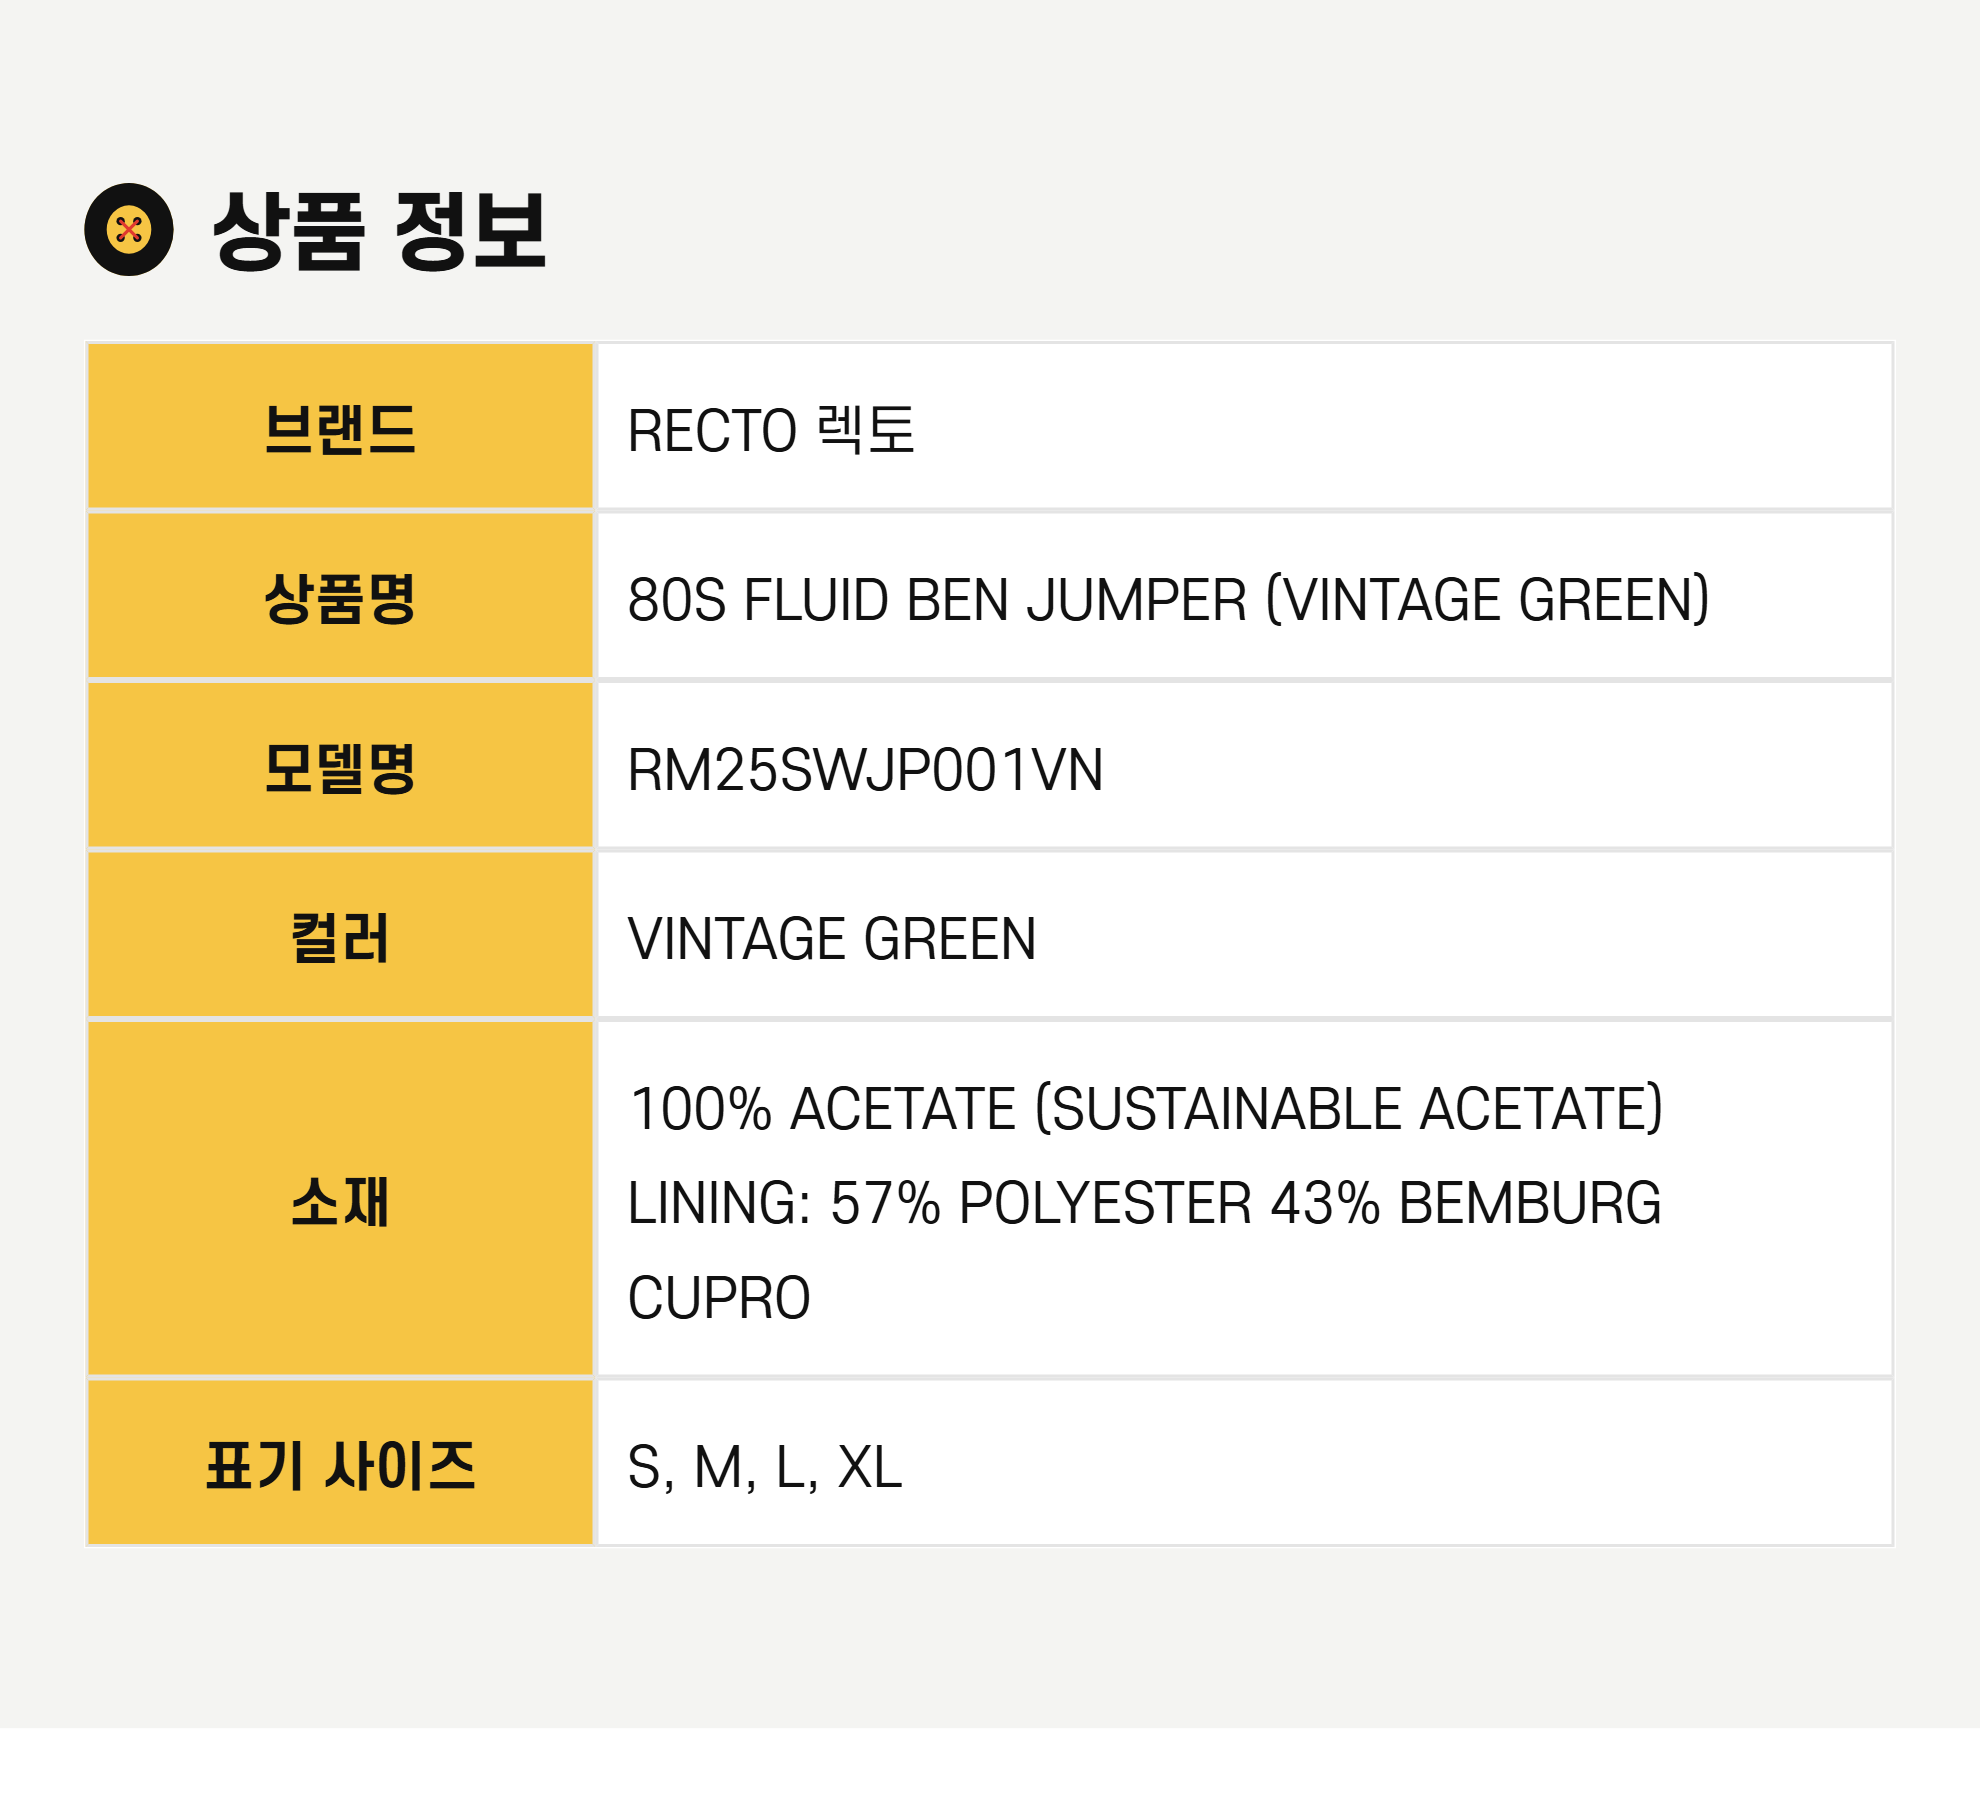 상품 정보
브랜드
RECTO 렉토
상품명
80S FLUID BEN JUMPER (VINTAGE GREEN)
모델명
RM25SWJP001VN
컬러
VINTAGE GREEN
소재
100% ACETATE (SUSTAINABLE ACETATE)
LINING: 57% POLYESTER 43% BEMBURG
CUPRO
표기 사이즈
S, M, L, XL